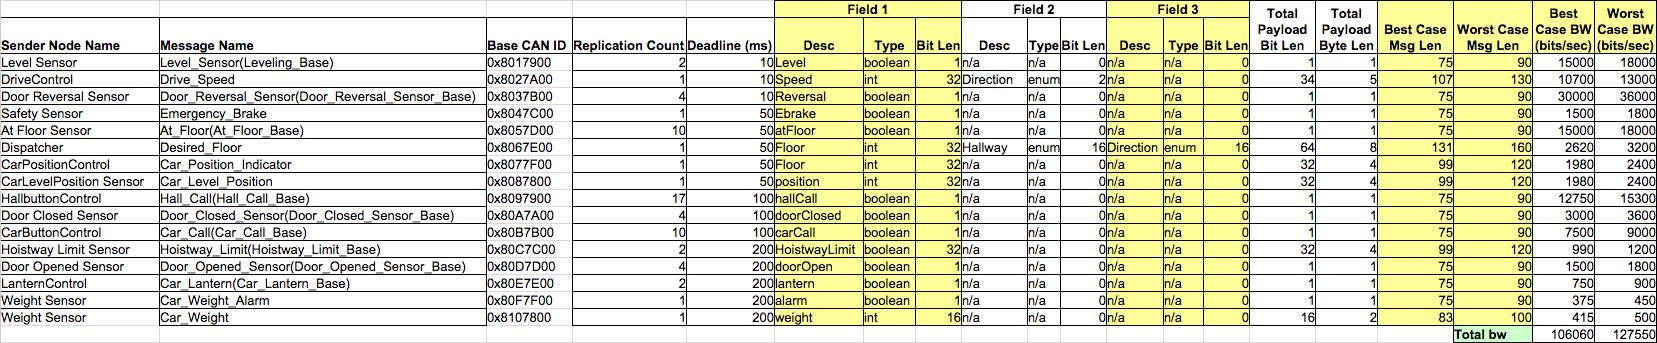 Field 1 Field 2 Field 3
Sender Node Name Message Name Base CAN ID Replication Count Deadline (ms) Desc Type Bit Len Desc Type Bit Len Desc Type Bit Len Total Payload Bit Len Total Payload Byte Len Best Case Msg Len Worst Case Msg Len Best Case BW (bits/sec) Worst Case BW (bits/sec)
Level Sensor Level_Sensor(Leveling_Base) 0x8017900 2 10 Level boolean 1 n/a n/a 0 n/a n/a 0 1 1 75 90 15000 18000
DriveControl Drive_Speed 0x8027A00 1 10 Speed int 32 Direction enum 2 n/a n/a 0 34 5 107 130 10700 13000
Door Reversal Sensor Door_Reversal_Sensor(Door_Reversal_Sensor_Base) 0x8037B00 4 10 Reversal boolean 1 n/a n/a 0 n/a n/a 0 1 1 75 90 30000 36000
Safety Sensor Emergency_Brake 0x8047C00 1 50 Ebrake boolean 1 n/a n/a 0 n/a n/a 0 1 1 75 90 1500 1800
At Floor Sensor At_Floor(At_Floor_Base) 0x8057D00 10 50 atFloor boolean 1 n/a n/a 0 n/a n/a 0 1 1 75 90 15000 18000
Dispatcher Desired_Floor 0x8067E00 1 50 Floor int 32 Hallway enum 16 Direction enum 16 64 8 131 160 2620 3200
CarPositionControl Car_Position_Indicator 0x8077F00 1 50 Floor int 32 n/a n/a 0 n/a n/a 0 32 4 99 120 1980 2400
CarLevelPosition Sensor Car_Level_Position 0x8087800 1 50 position int 32 n/a n/a 0 n/a n/a 0 32 4 99 120 1980 2400
HallbuttonControl Hall_Call(Hall_Call_Base) 0x8097900 17 100 hallCall boolean 1 n/a n/a 0 n/a n/a 0 1 1 75 90 12750 15300
Door Closed Sensor Door_Closed_Sensor(Door_Closed_Sensor_Base) 0x80A7A00 4 100 doorClosed boolean 1 n/a n/a 0 n/a n/a 0 1 1 75 90 3000 3600
CarButtonControl Car_Call(Car_Call_Base) 0x80B7B00 10 100 carCall boolean 1 n/a n/a 0 n/a n/a 0 1 1 75 90 7500 9000
Hoistway Limit Sensor Hoistway_Limit(Hoistway_Limit_Base) 0x80C7C00 2 200 HoistwayLimit boolean 32 n/a n/a 0 n/a n/a 0 32 4 99 120 990 1200
Door Opened Sensor Door_Opened_Sensor(Door_Opened_Sensor_Base) 0x80D7D00 4 200 doorOpen boolean 1 n/a n/a 0 n/a n/a 0 1 1 75 90 1500 1800
LanternControl Car_Lantern(Car_Lantern_Base) 0x80E7E00 2 200 lantern boolean 1 n/a n/a 0 n/a n/a 0 1 1 75 90 750 900
Weight Sensor Car_Weight_Alarm 0x80F7F00 1 200 alarm boolean 1 n/a n/a 0 n/a n/a 0 1 1 75 90 375 450
Weight Sensor Car_Weight 0x8107800 1 200 weight int 16 n/a n/a 0 n/a n/a 0 16 2 83 100 415 500
Total bw 106060 127550